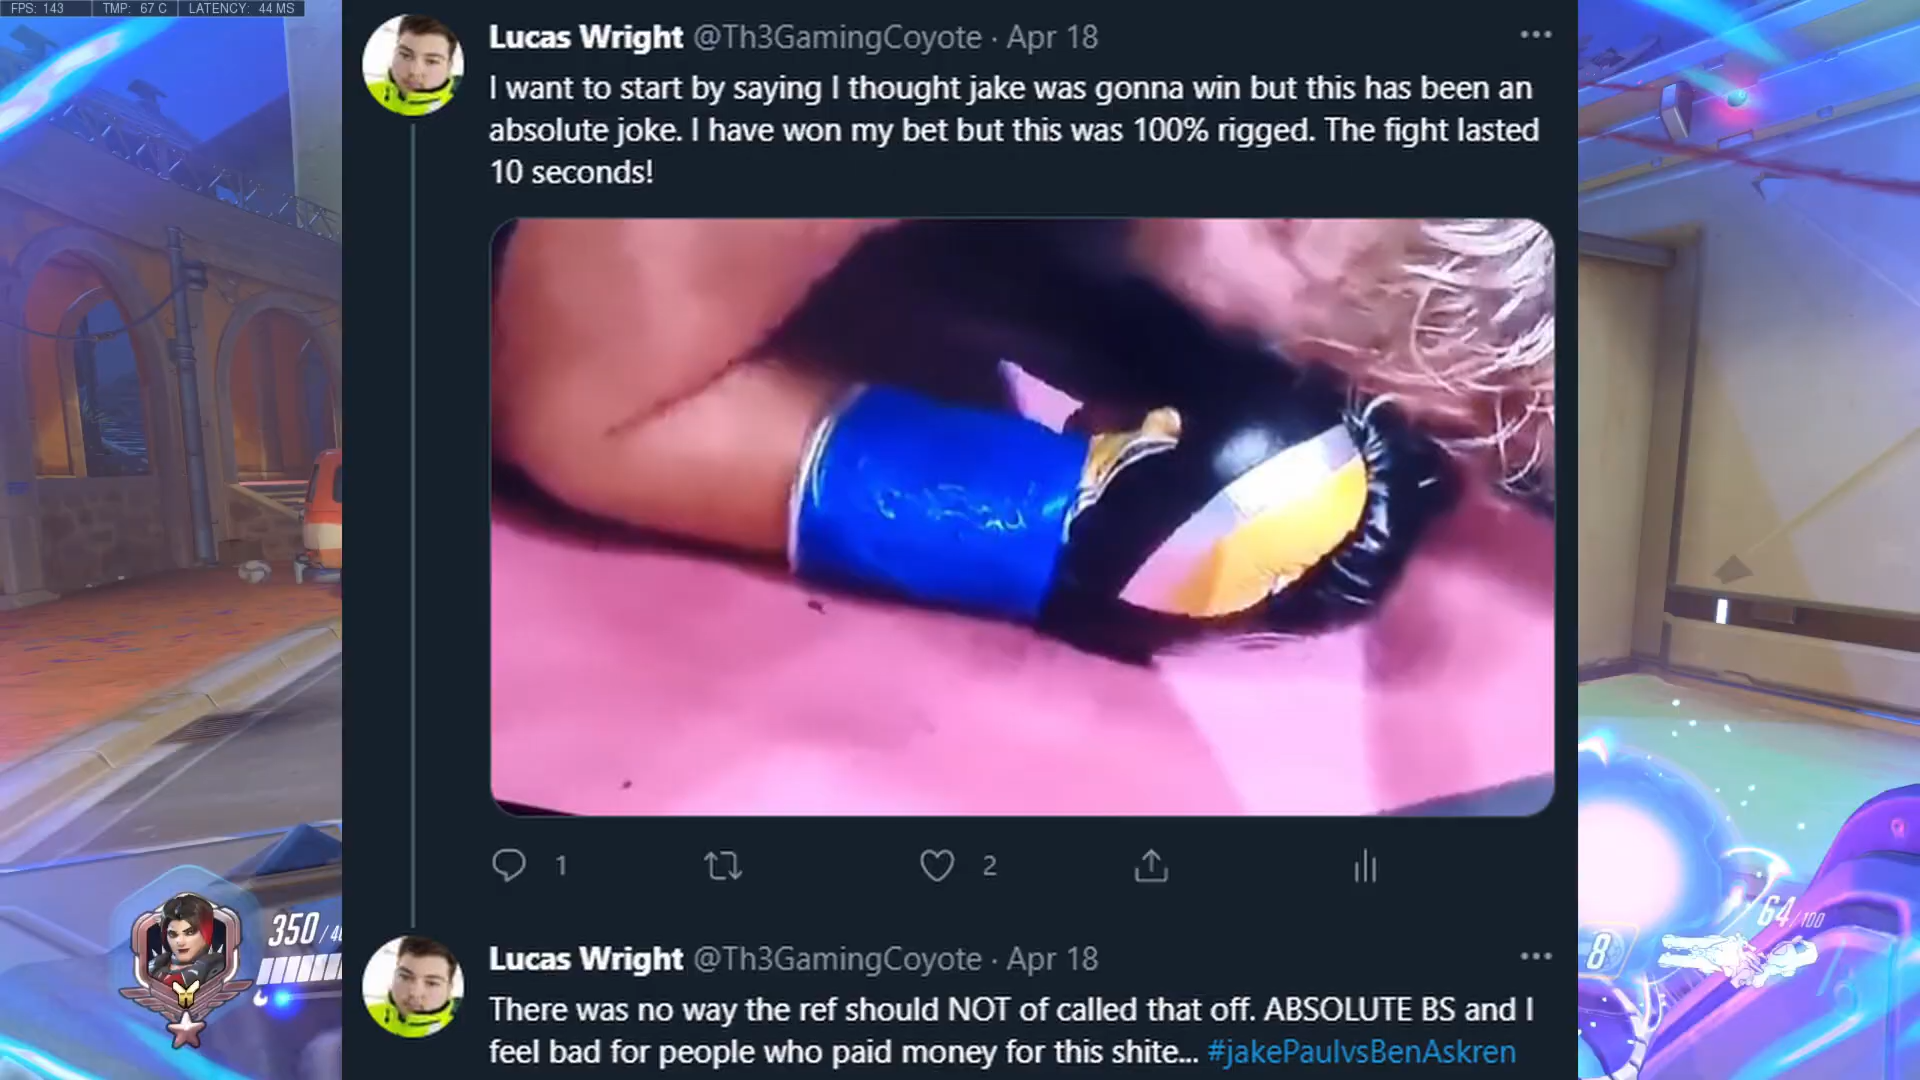 FPS: 143 TMP: 67 C LATENCY: 44 MS
Lucas Wright @Th3GamingCoyote · Apr 18
I want to start by saying I thought jake was gonna win but this has been an
absolute joke. I have won my bet but this was 100% rigged. The fight lasted
10 seconds!
1 2
350/40
64/100
8
Lucas Wright @Th3GamingCoyote · Apr 18
There was no way the ref should NOT of called that off. ABSOLUTE BS and I
feel bad for people who paid money for this shite... #jakePaulvsBenAskren